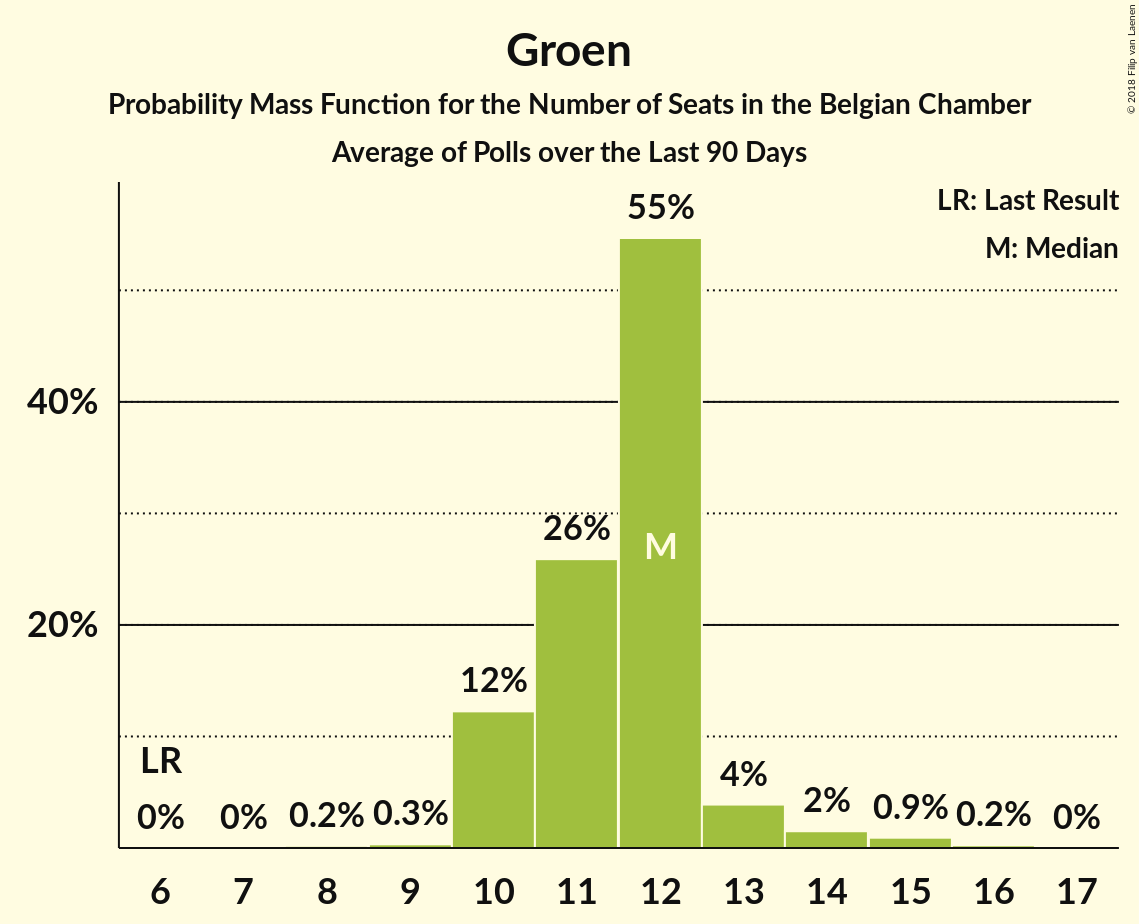 Groen
Probability Mass Function for the Number of Seats in the Belgian Chamber
Average of Polls over the Last 90 Days
© 2018 Filip van Laenen
LR: Last Result
M: Median
55%
40%
26%
M
20%
12%
LR
4%
0% 0% 0.2% 0.3% 2% 0.9% 0.2% 0%
6 7 8 9 10 11 12 13 14 15 16 17